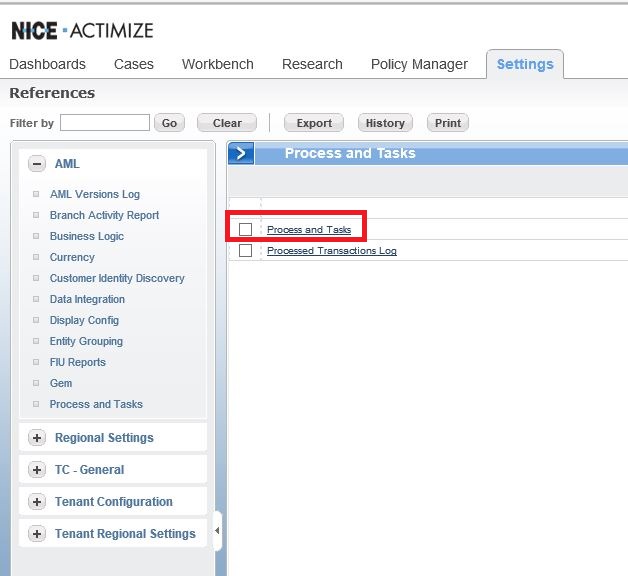 NICE · ACTIMIZE
Dashboards Cases Workbench Research Policy Manager Settings
References
Filter by Go Clear Export History Print
AML
AML Versions Log
Branch Activity Report
Business Logic
Currency
Customer Identity Discovery
Data Integration
Display Config
Entity Grouping
FIU Reports
Gem
Process and Tasks
Regional Settings
TC - General
Tenant Configuration
Tenant Regional Settings
Process and Tasks
Process and Tasks
Processed Transactions Log